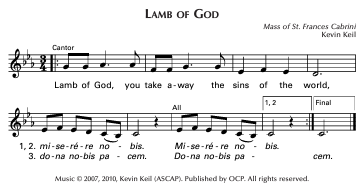 LAMB OF GOD
Mass of St. Frances Cabrini
Kevin Keil
Cantor
Lamb of God, you take a-way the sins of the world,
All
1, 2.
Final
1, 2. mi-se-ré-re no - bis. Mi-se-ré-re no - bis.
3. do-na no-bis pa - cem. Do-na no-bis pa - cem.
Music © 2007, 2010, Kevin Keil (ASCAP). Published by OCP. All rights reserved.